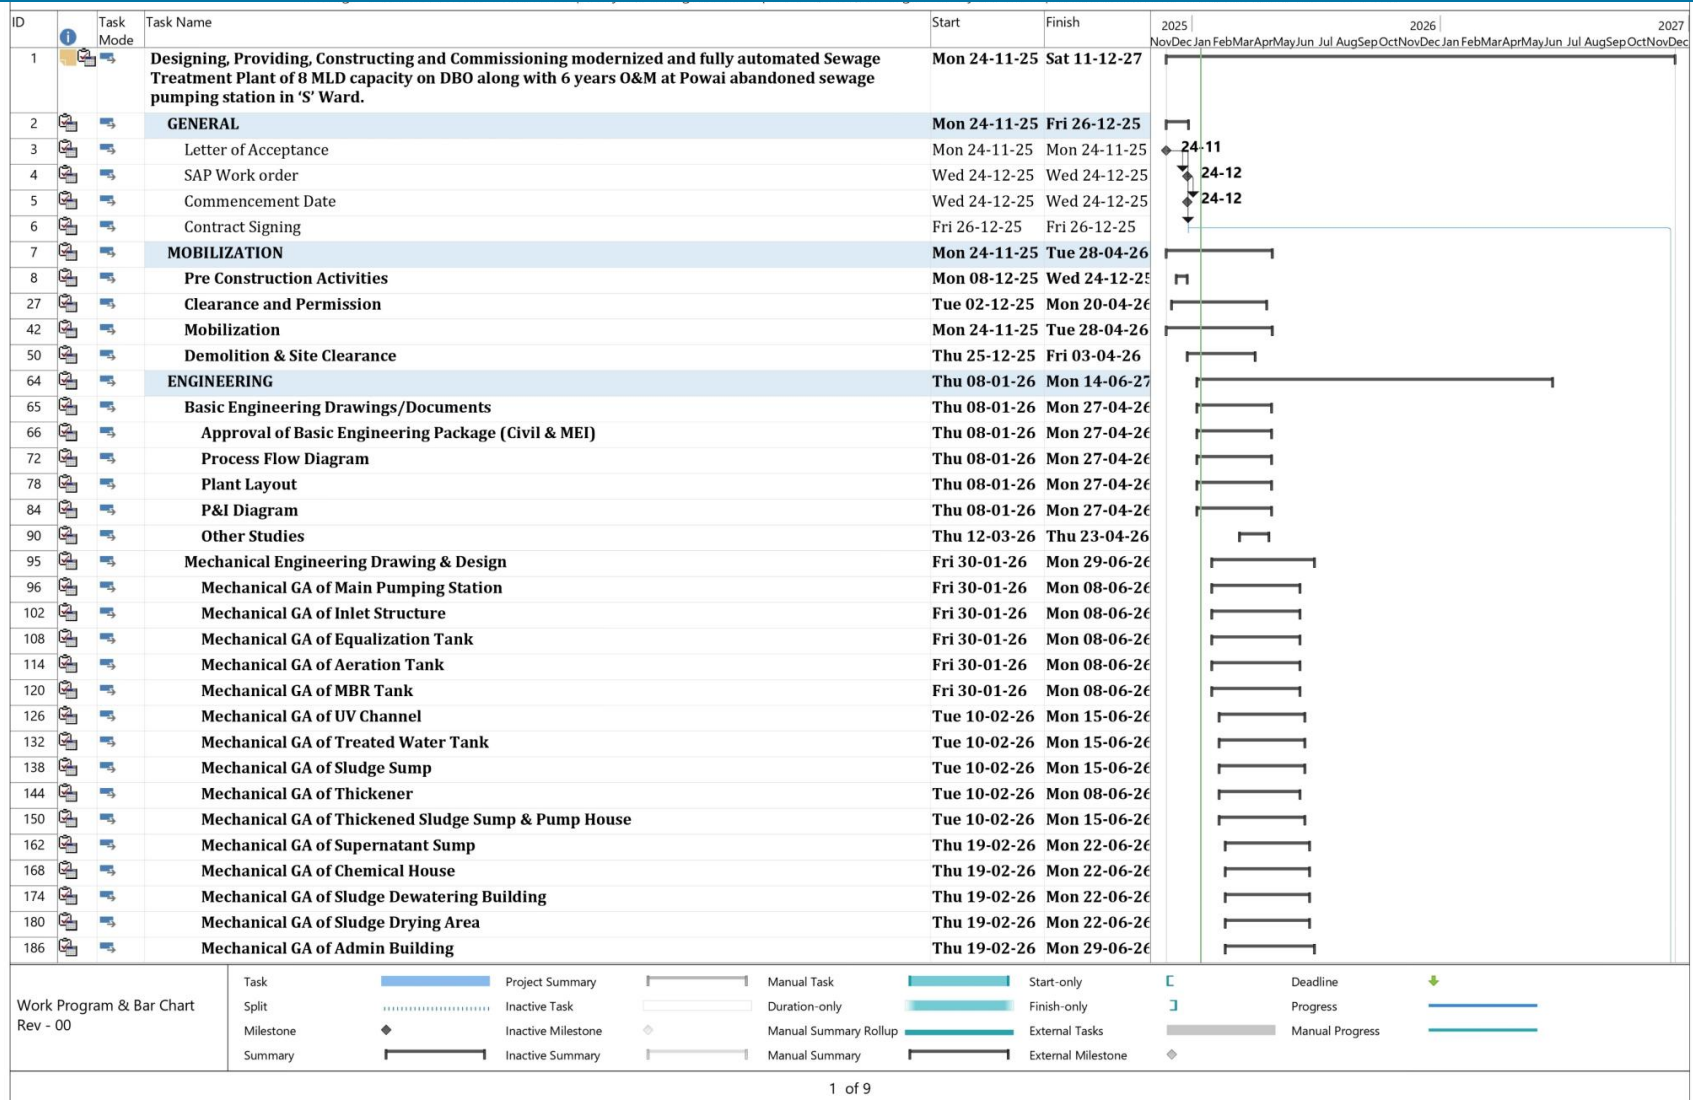 ID Task Mode Task Name Start Finish 2025 2026 2027
Nov Dec Jan Feb Mar Apr May Jun Jul Aug Sep Oct Nov Dec Jan Feb Mar Apr May Jun Jul Aug Sep Oct Nov Dec
1 Designing, Providing, Constructing and Commissioning modernized and fully automated Sewage Mon 24-11-25 Sat 11-12-27
Treatment Plant of 8 MLD capacity on DBO along with 6 years O&M at Powai abandoned sewage
pumping station in ‘S’ Ward.
2 GENERAL Mon 24-11-25 Fri 26-12-25
3 Letter of Acceptance Mon 24-11-25 Mon 24-11-25 24-11
4 SAP Work order Wed 24-12-25 Wed 24-12-25 24-12
5 Commencement Date Wed 24-12-25 Wed 24-12-25 24-12
6 Contract Signing Fri 26-12-25 Fri 26-12-25
7 MOBILIZATION Mon 24-11-25 Tue 28-04-26
8 Pre Construction Activities Mon 08-12-25 Wed 24-12-25
27 Clearance and Permission Tue 02-12-25 Mon 20-04-26
42 Mobilization Mon 24-11-25 Tue 28-04-26
50 Demolition & Site Clearance Thu 25-12-25 Fri 03-04-26
64 ENGINEERING Thu 08-01-26 Mon 14-06-27
65 Basic Engineering Drawings/Documents Thu 08-01-26 Mon 27-04-26
66 Approval of Basic Engineering Package (Civil & MEI) Thu 08-01-26 Mon 27-04-26
72 Process Flow Diagram Thu 08-01-26 Mon 27-04-26
78 Plant Layout Thu 08-01-26 Mon 27-04-26
84 P&I Diagram Thu 08-01-26 Mon 27-04-26
90 Other Studies Thu 12-03-26 Thu 23-04-26
95 Mechanical Engineering Drawing & Design Fri 30-01-26 Mon 29-06-26
96 Mechanical GA of Main Pumping Station Fri 30-01-26 Mon 08-06-26
102 Mechanical GA of Inlet Structure Fri 30-01-26 Mon 08-06-26
108 Mechanical GA of Equalization Tank Fri 30-01-26 Mon 08-06-26
114 Mechanical GA of Aeration Tank Fri 30-01-26 Mon 08-06-26
120 Mechanical GA of MBR Tank Fri 30-01-26 Mon 08-06-26
126 Mechanical GA of UV Channel Tue 10-02-26 Mon 15-06-26
132 Mechanical GA of Treated Water Tank Tue 10-02-26 Mon 15-06-26
138 Mechanical GA of Sludge Sump Tue 10-02-26 Mon 15-06-26
144 Mechanical GA of Thickener Tue 10-02-26 Mon 08-06-26
150 Mechanical GA of Thickened Sludge Sump & Pump House Tue 10-02-26 Mon 15-06-26
162 Mechanical GA of Supernatant Sump Thu 19-02-26 Mon 22-06-26
168 Mechanical GA of Chemical House Thu 19-02-26 Mon 22-06-26
174 Mechanical GA of Sludge Dewatering Building Thu 19-02-26 Mon 22-06-26
180 Mechanical GA of Sludge Drying Area Thu 19-02-26 Mon 22-06-26
186 Mechanical GA of Admin Building Thu 19-02-26 Mon 29-06-26
Work Program & Bar Chart
Rev - 00
Task Project Summary Manual Task Start-only Deadline
Split Inactive Task Duration-only Finish-only Progress
Milestone Inactive Milestone Manual Summary Rollup External Tasks Manual Progress
Summary Inactive Summary Manual Summary External Milestone
1 of 9